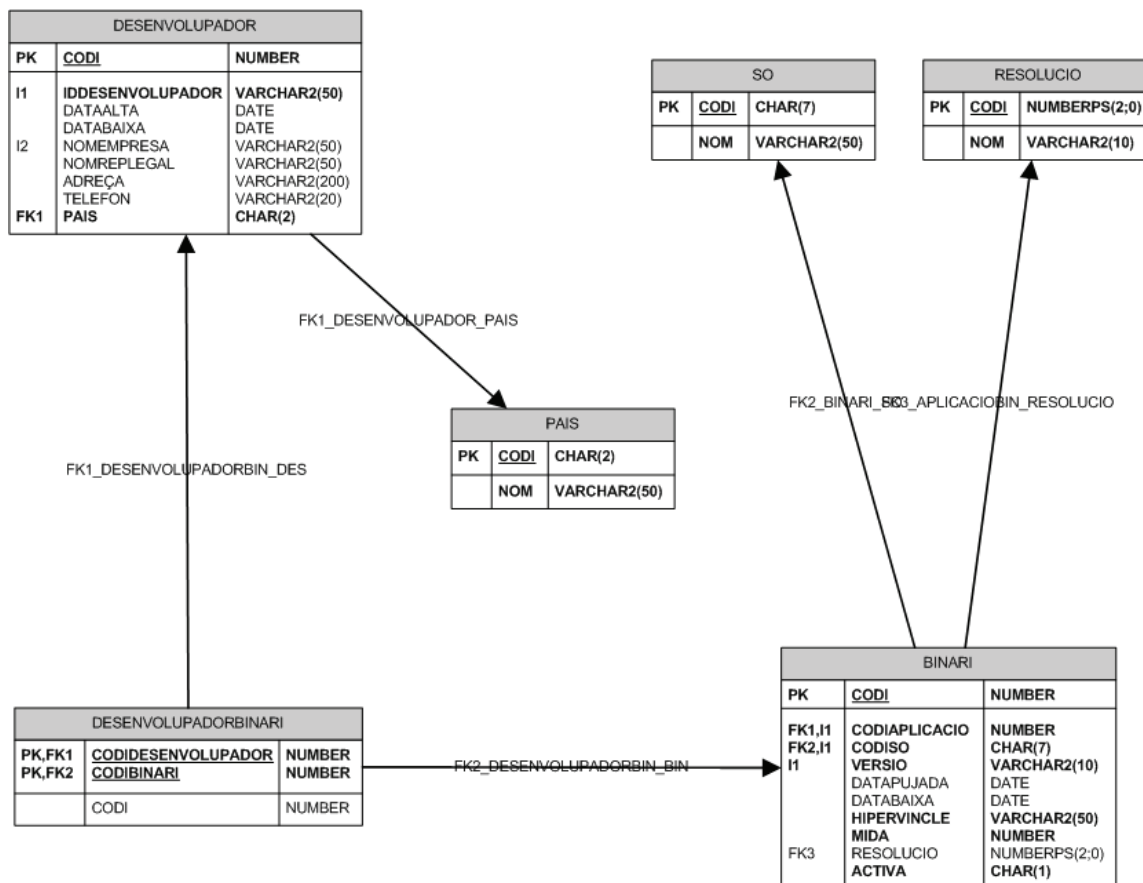 DESENVOLUPADOR
PK CODI NUMBER
I1 IDDESENVOLUPADOR VARCHAR2(50)
DATAALTA DATE
DATABAIXA DATE
I2 NOMEMPRESA VARCHAR2(50)
NOMREPLEGAL VARCHAR2(50)
ADREÇA VARCHAR2(200)
TELEFON VARCHAR2(20)
FK1 PAIS CHAR(2)
SO
PK CODI CHAR(7)
NOM VARCHAR2(50)
RESOLUCIO
PK CODI NUMBERPS(2;0)
NOM VARCHAR2(10)
FK1_DESENVOLUPADOR_PAIS
FK2_BINARI_SO
FK3_APLICACIOBIN_RESOLUCIO
PAIS
PK CODI CHAR(2)
NOM VARCHAR2(50)
FK1_DESENVOLUPADORBIN_DES
DESENVOLUPADORBINARI
PK,FK1 CODIDESENVOLUPADOR NUMBER
PK,FK2 CODIBINARI NUMBER
CODI NUMBER
FK2_DESENVOLUPADORBIN_BIN
BINARI
PK CODI NUMBER
FK1,I1 CODIAPLICACIO NUMBER
FK2,I1 CODISO CHAR(7)
I1 VERSIO VARCHAR2(10)
DATAPUJADA DATE
DATABAIXA DATE
HIPERVINCLE VARCHAR2(50)
MIDA NUMBER
FK3 RESOLUCIO NUMBERPS(2;0)
ACTIVA CHAR(1)